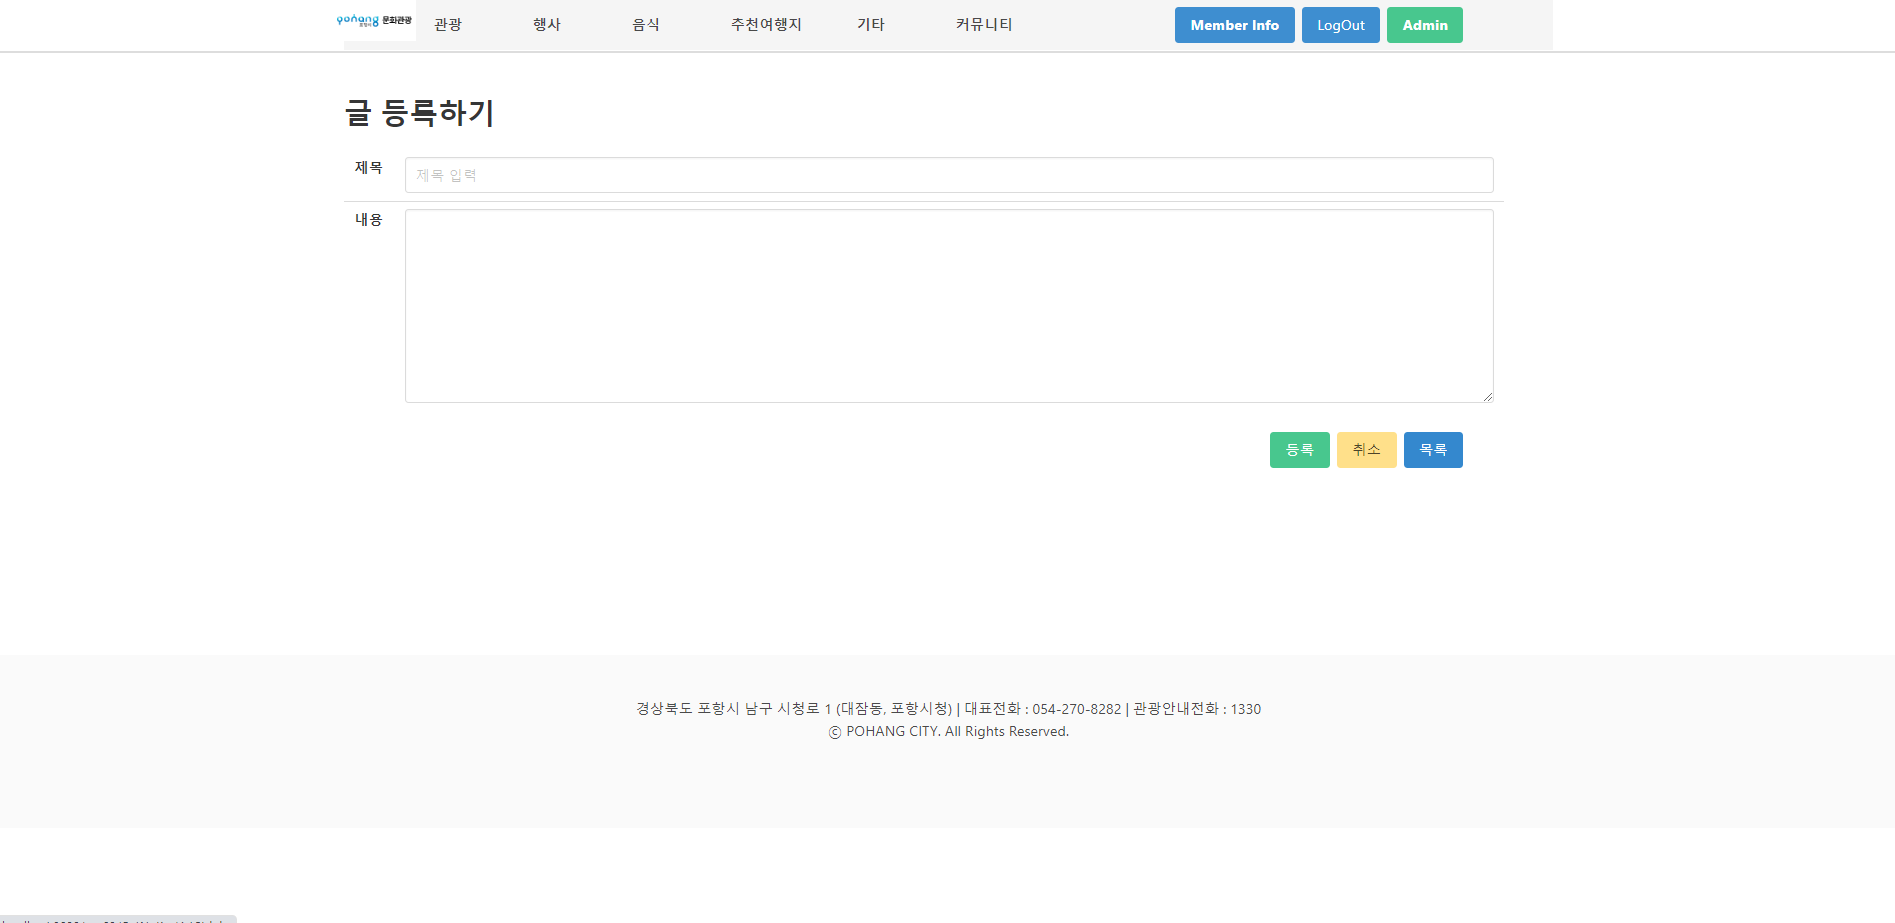 pohang 포항시 문화관광 관광 행사 음식 추천여행지 기타 커뮤니티 Member Info LogOut Admin
글 등록하기
제목 제목 입력
내용
등록 취소 목록
경상북도 포항시 남구 시청로 1 (대잠동, 포항시청) | 대표전화 : 054-270-8282 | 관광안내전화 : 1330
ⓒ POHANG CITY. All Rights Reserved.